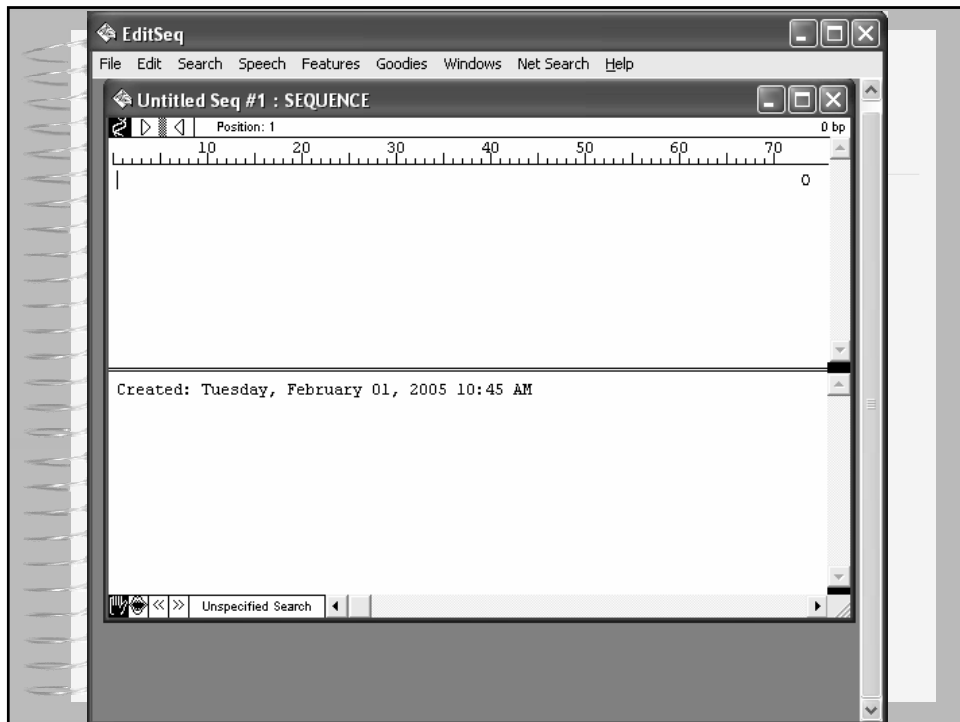 EditSeq
File Edit Search Speech Features Goodies Windows Net Search Help
Untitled Seq #1 : SEQUENCE
Position: 1 0 bp
10 20 30 40 50 60 70
0
Created: Tuesday, February 01, 2005 10:45 AM
Unspecified Search